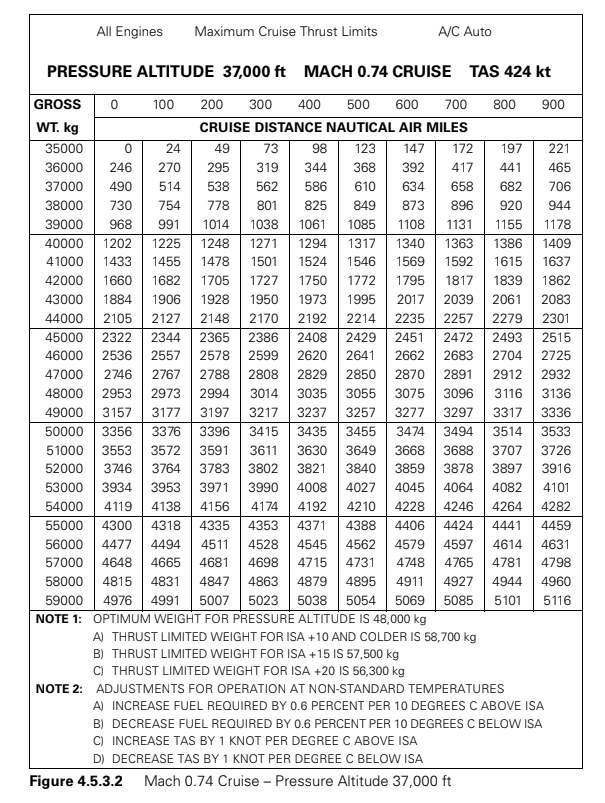 All Engines Maximum Cruise Thrust Limits A/C Auto
PRESSURE ALTITUDE 37,000 ft MACH 0.74 CRUISE TAS 424 kt
GROSS 0 100 200 300 400 500 600 700 800 900
WT. kg CRUISE DISTANCE NAUTICAL AIR MILES
35000 0 24 49 73 98 123 147 172 197 221
36000 246 270 295 319 344 368 392 417 441 465
37000 490 514 538 562 586 610 634 658 682 706
38000 730 754 778 801 825 849 873 896 920 944
39000 968 991 1014 1038 1061 1085 1108 1131 1155 1178
40000 1202 1225 1248 1271 1294 1317 1340 1363 1386 1409
41000 1433 1455 1478 1501 1524 1546 1569 1592 1615 1637
42000 1660 1682 1705 1727 1750 1772 1795 1817 1839 1862
43000 1884 1906 1928 1950 1973 1995 2017 2039 2061 2083
44000 2105 2127 2148 2170 2192 2214 2235 2257 2279 2301
45000 2322 2344 2365 2386 2408 2429 2451 2472 2493 2515
46000 2536 2557 2578 2599 2620 2641 2662 2683 2704 2725
47000 2746 2767 2788 2808 2829 2850 2870 2891 2912 2932
48000 2953 2973 2994 3014 3035 3055 3075 3096 3116 3136
49000 3157 3177 3197 3217 3237 3257 3277 3297 3317 3336
50000 3356 3376 3396 3415 3435 3455 3474 3494 3514 3533
51000 3553 3572 3591 3611 3630 3649 3668 3688 3707 3726
52000 3746 3764 3783 3802 3821 3840 3859 3878 3897 3916
53000 3934 3953 3971 3990 4008 4027 4045 4064 4082 4101
54000 4119 4138 4156 4174 4192 4210 4228 4246 4264 4282
55000 4300 4318 4335 4353 4371 4388 4406 4424 4441 4459
56000 4477 4494 4511 4528 4545 4562 4579 4597 4614 4631
57000 4648 4665 4681 4698 4715 4731 4748 4765 4781 4798
58000 4815 4831 4847 4863 4879 4895 4911 4927 4944 4960
59000 4976 4991 5007 5023 5038 5054 5069 5085 5101 5116
NOTE 1: OPTIMUM WEIGHT FOR PRESSURE ALTITUDE IS 48,000 kg
A) THRUST LIMITED WEIGHT FOR ISA +10 AND COLDER IS 58,700 kg
B) THRUST LIMITED WEIGHT FOR ISA +15 IS 57,500 kg
C) THRUST LIMITED WEIGHT FOR ISA +20 IS 56,300 kg
NOTE 2: ADJUSTMENTS FOR OPERATION AT NON-STANDARD TEMPERATURES
A) INCREASE FUEL REQUIRED BY 0.6 PERCENT PER 10 DEGREES C ABOVE ISA
B) DECREASE FUEL REQUIRED BY 0.6 PERCENT PER 10 DEGREES C BELOW ISA
C) INCREASE TAS BY 1 KNOT PER DEGREE C ABOVE ISA
D) DECREASE TAS BY 1 KNOT PER DEGREE C BELOW ISA
Figure 4.5.3.2 Mach 0.74 Cruise – Pressure Altitude 37,000 ft